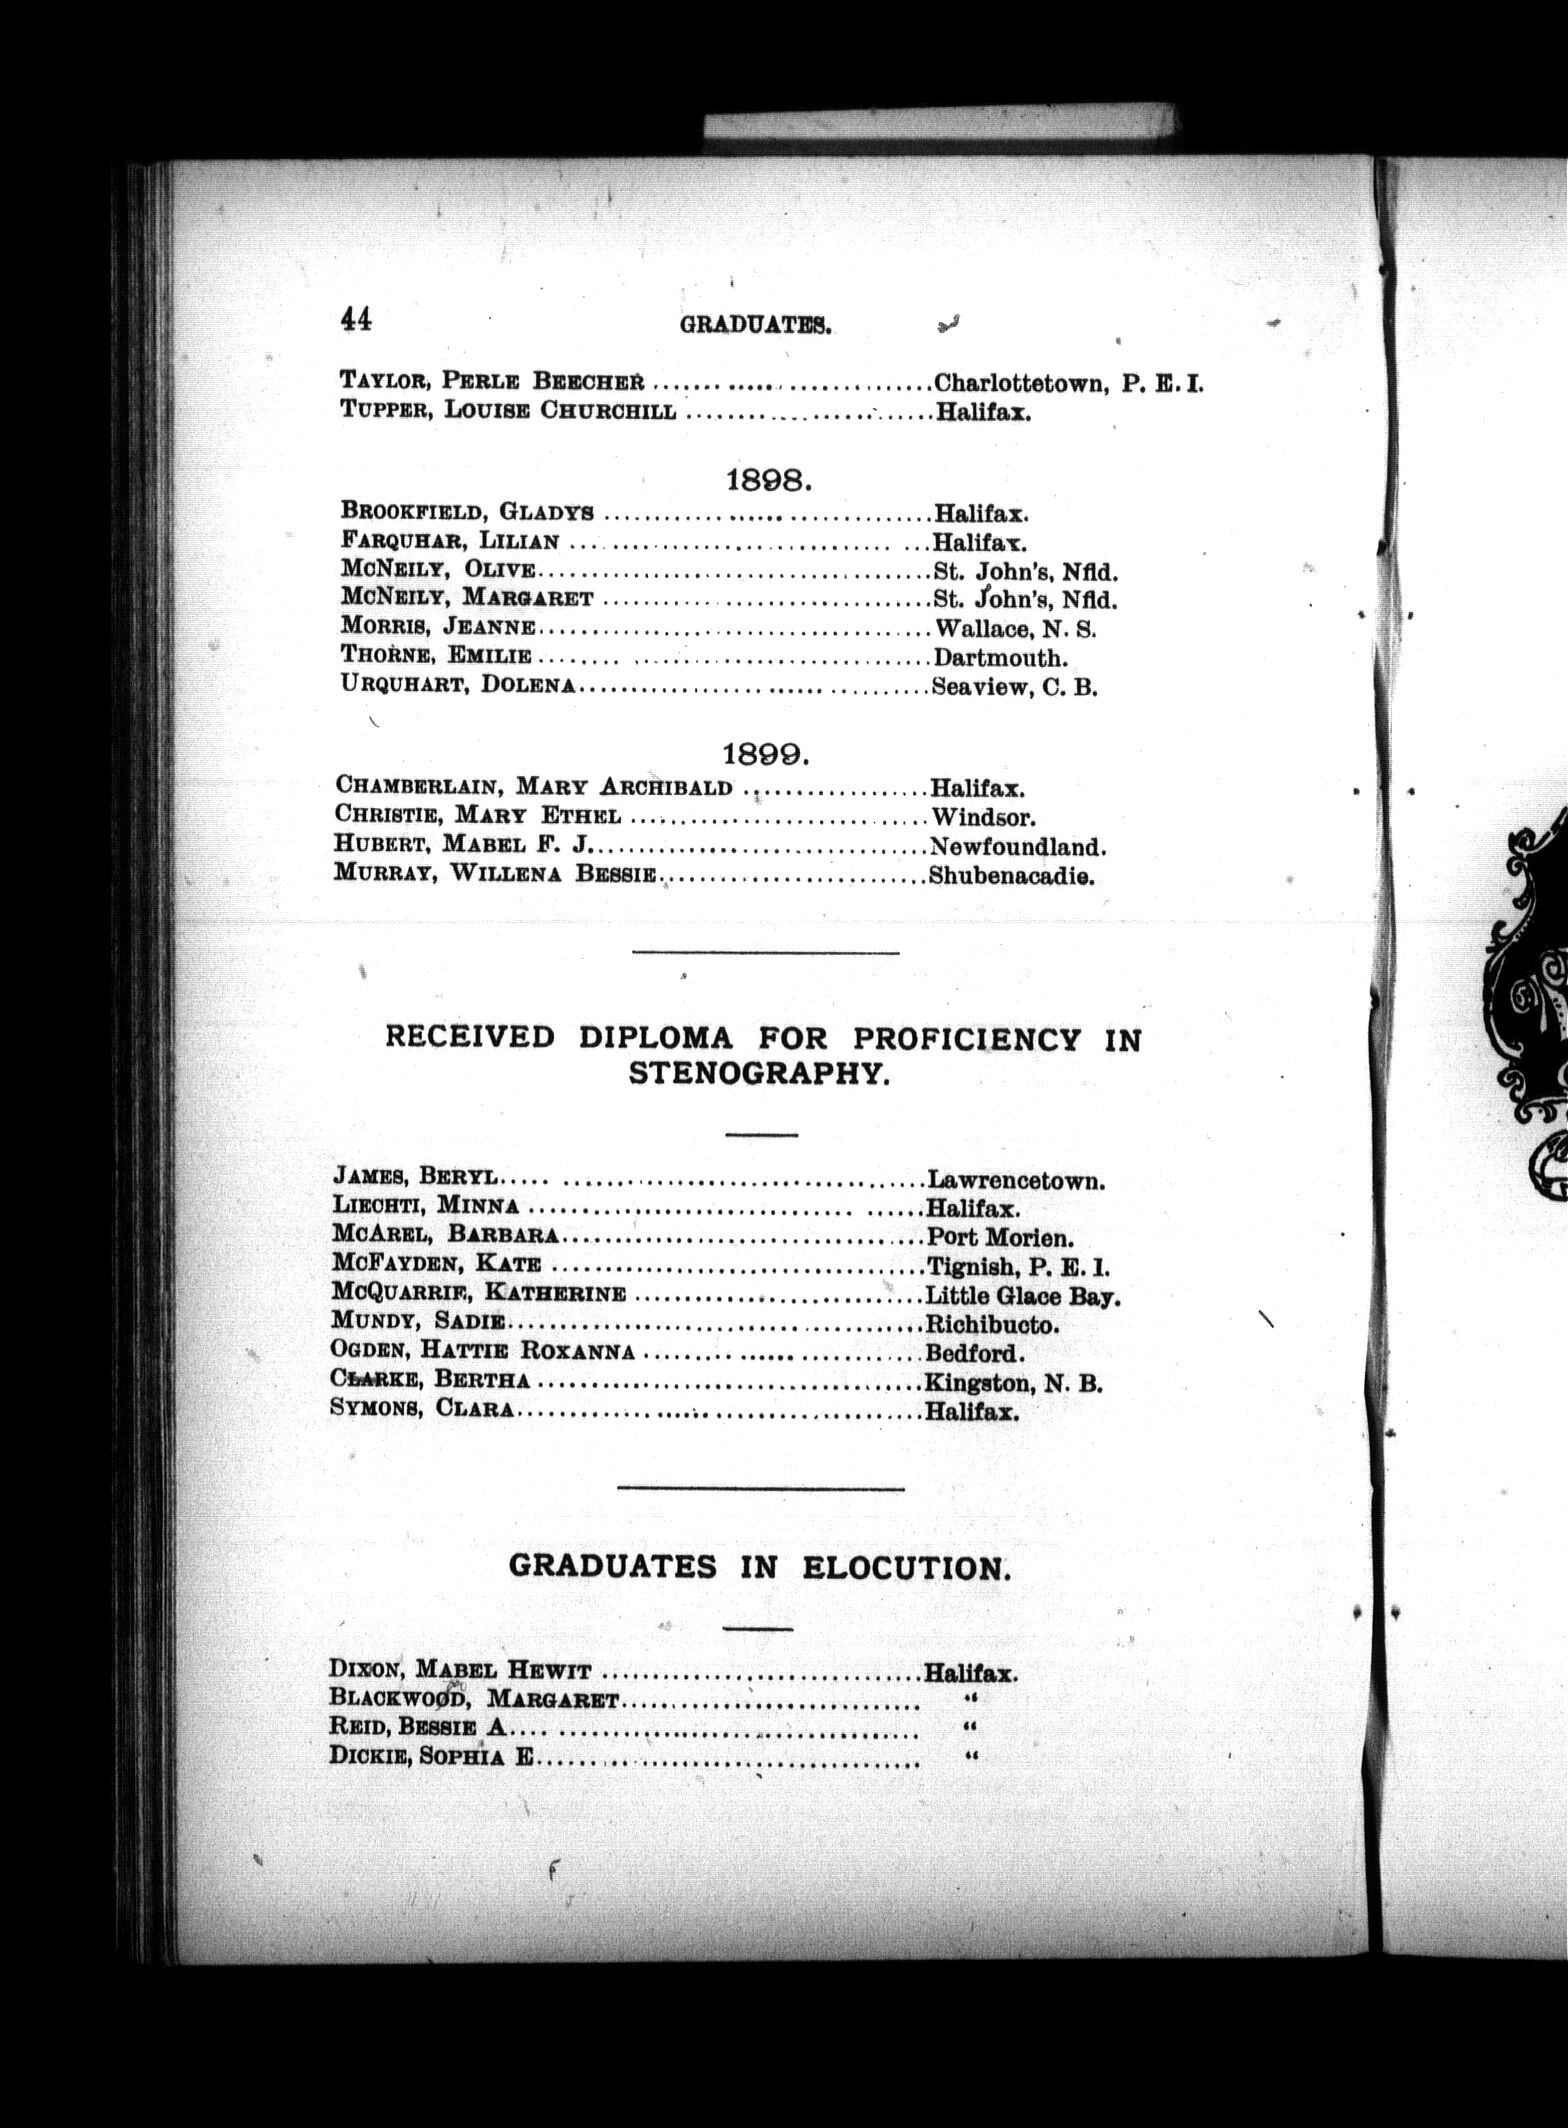 44 GRADUATES.
TAYLOR, PERLE BEECHER ........................ Charlottetown, P. E. I.
TUPPER, LOUISE CHURCHILL ........................ Halifax.
1898.
BROOKFIELD, GLADYS ........................ Halifax.
FARQUHAR, LILIAN ........................ Halifax.
MCNEILY, OLIVE ........................ St. John's, Nfld.
MCNEILY, MARGARET ........................ St. John's, Nfld.
MORRIS, JEANNE ........................ Wallace, N. S.
THORNE, EMILIE ........................ Dartmouth.
URQUHART, DOLENA ........................ Seaview, C. B.
1899.
CHAMBERLAIN, MARY ARCHIBALD ........................ Halifax.
CHRISTIE, MARY ETHEL ........................ Windsor.
HUBERT, MABEL F. J. ........................ Newfoundland.
MURRAY, WILLENA BESSIE ........................ Shubenacadie.
RECEIVED DIPLOMA FOR PROFICIENCY IN
STENOGRAPHY.
JAMES, BERYL ........................ Lawrencetown.
LIECHTI, MINNA ........................ Halifax.
MCAREL, BARBARA ........................ Port Morien.
MCFAYDEN, KATE ........................ Tignish, P. E. I.
MCQUARRIE, KATHERINE ........................ Little Glace Bay.
MUNDY, SADIE ........................ Richibucto.
OGDEN, HATTIE ROXANNA ........................ Bedford.
CLARKE, BERTHA ........................ Kingston, N. B.
SYMONS, CLARA ........................ Halifax.
GRADUATES IN ELOCUTION.
DIXON, MABEL HEWIT ........................ Halifax.
BLACKWOOD, MARGARET ........................ "
REID, BESSIE A ........................ "
DICKIE, SOPHIA E ........................ "